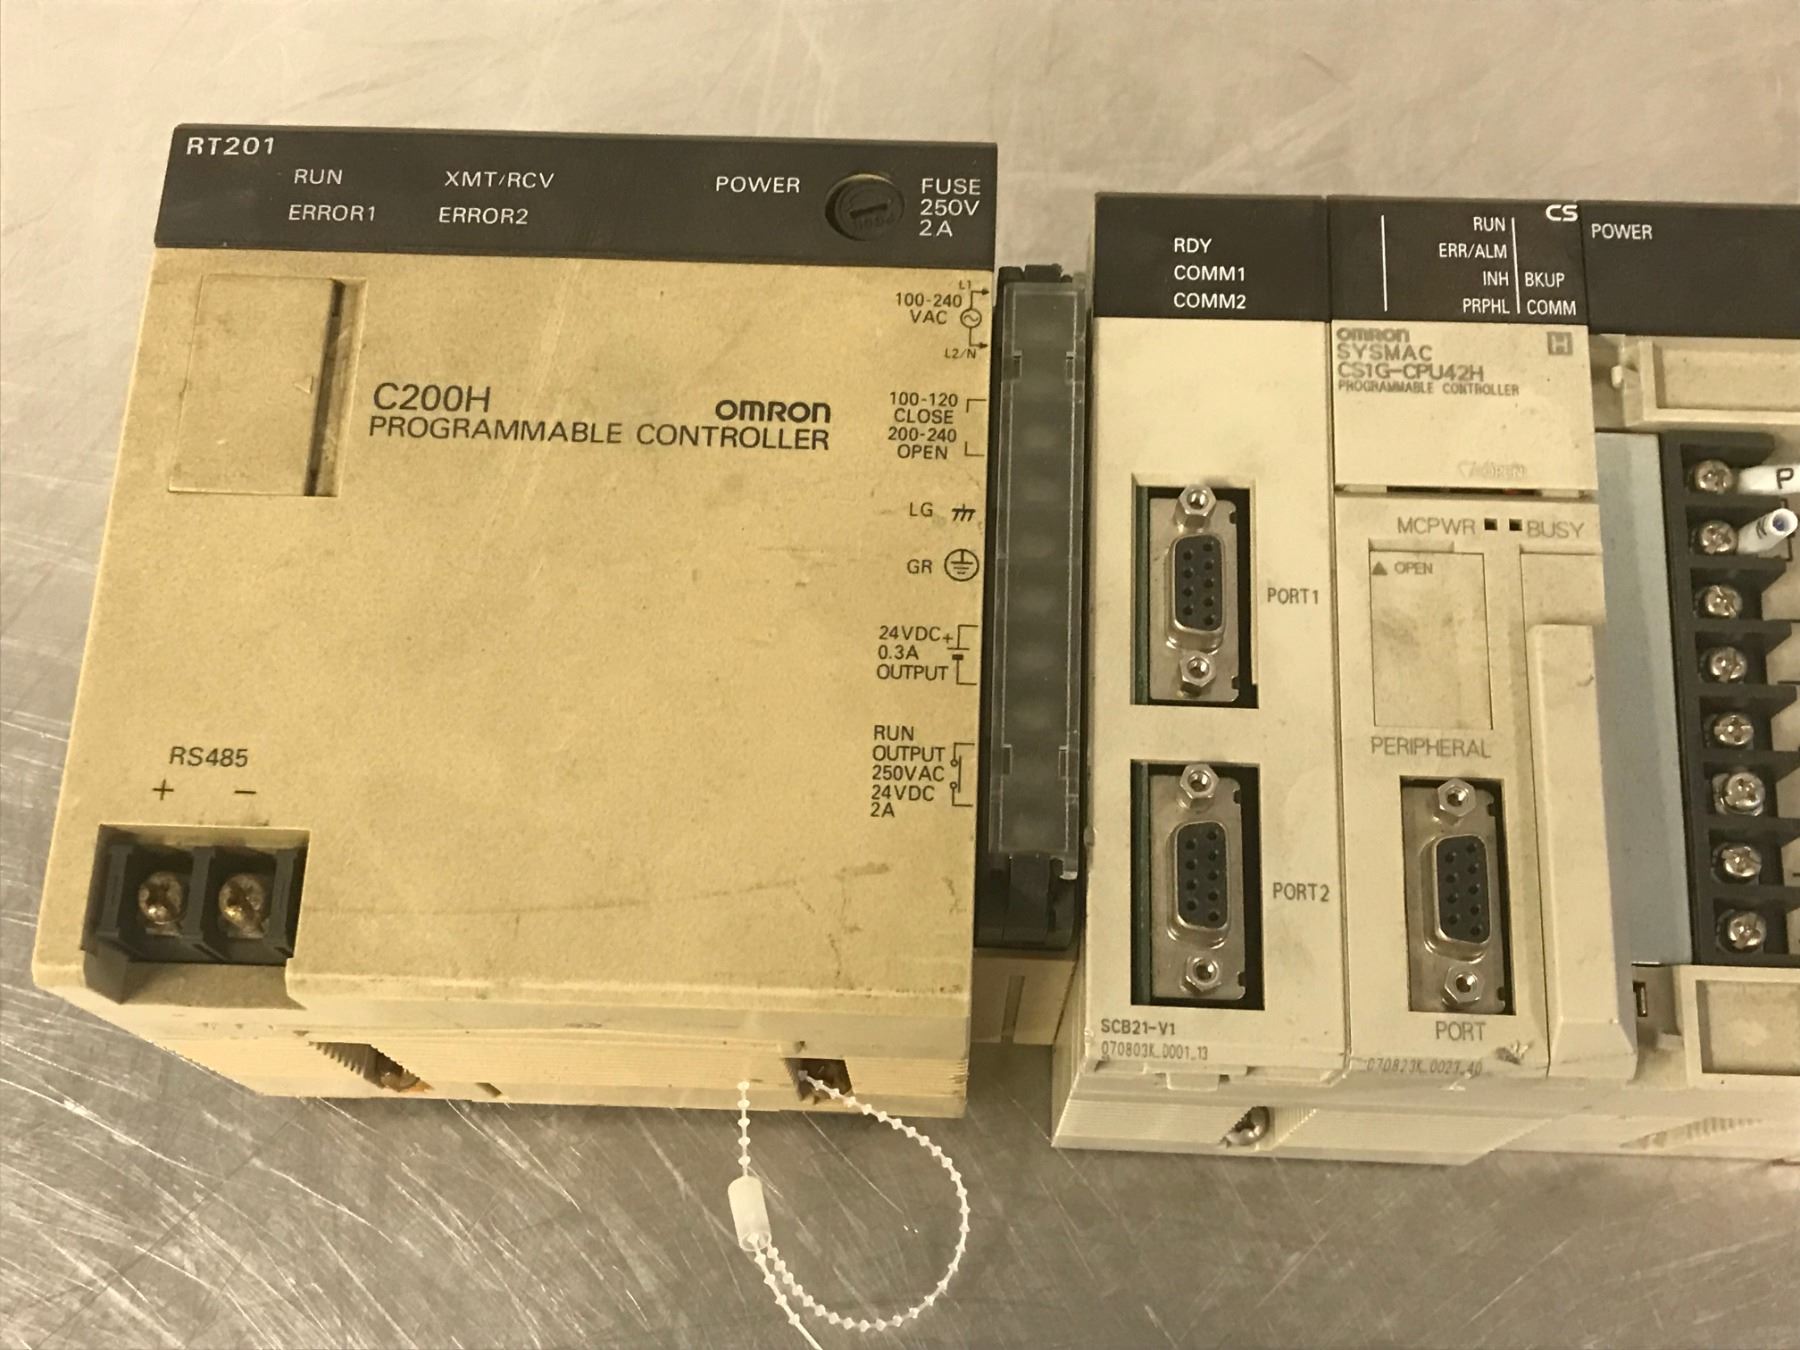 RT201
RUN XMT/RCV
ERROR1 ERROR2
POWER
FUSE
250V
2A
L1
100-240
VAC
L2/N
100-120
CLOSE
200-240
OPEN
LG
GR
24VDC+
0.3A
OUTPUT
RUN
OUTPUT
250VAC
24VDC
2A
C200H
OMRON
PROGRAMMABLE CONTROLLER
RS485
+ −
RDY
COMM1
COMM2
PORT1
PORT2
SCB21-V1
070803K_0001_13
CS
RUN
ERR/ALM
INH BKUP
PRPHL COMM
OMRON
H
SYSMAC
CS1G-CPU42H
PROGRAMMABLE CONTROLLER
OPEN
MCPWR BUSY
OPEN
PERIPHERAL
PORT
POWER
P
N